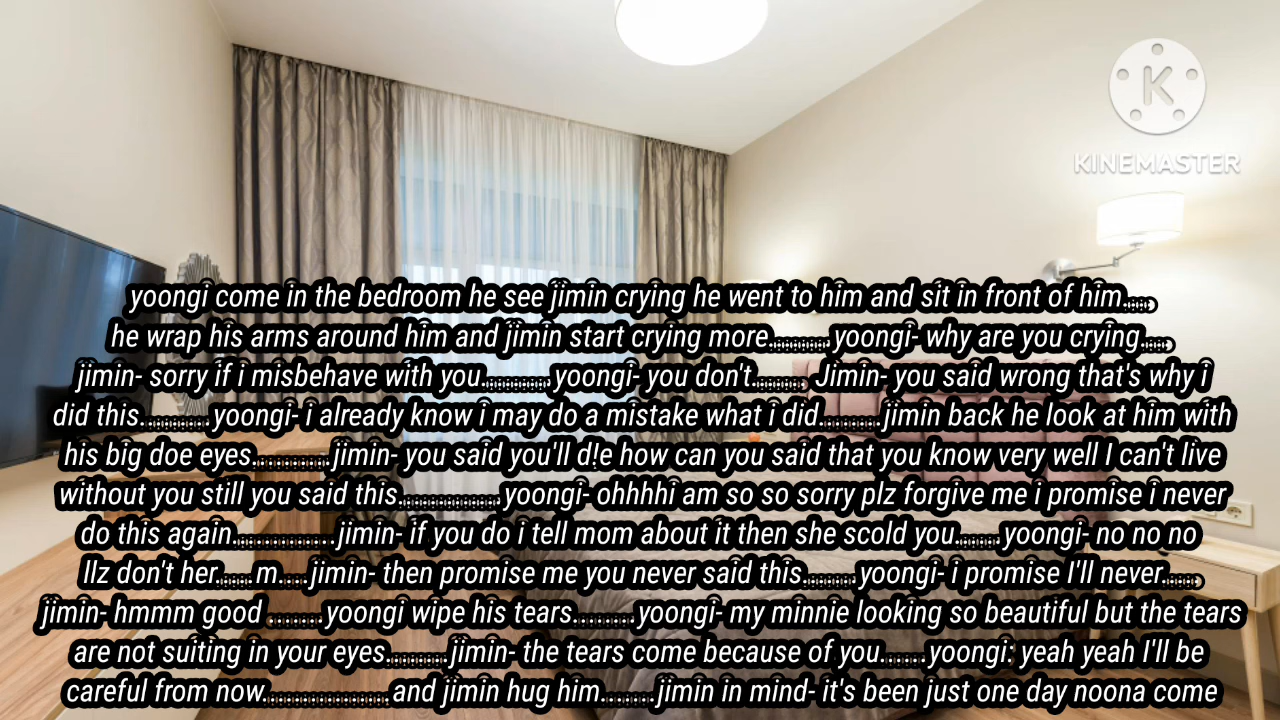 KINEMASTER
yoongi come in the bedroom he see jimin crying he went to him and sit in front of him......
he wrap his arms around him and jimin start crying more............yoongi- why are you crying......
jimin- sorry if i misbehave with you.............yoongi- you don't.......... Jimin- you said wrong that's why i
did this............yoongi- i already know i may do a mistake what i did............jimin back he look at him with
his big doe eyes..............jimin- you said you'll d!e how can you said that you know very well I can't live
without you still you said this...................yoongi- ohhhhi am so so sorry plz forgive me i promise i never
do this again...................jimin- if you do i tell mom about it then she scold you........yoongi- no no no
llz don't her.......m.....jimin- then promise me you never said this..........yoongi- i promise I'll never.......
jimin- hmmm good ..........yoongi wipe his tears............yoongi- my minnie looking so beautiful but the tears
are not suiting in your eyes............jimin- the tears come because of you.........yoongi: yeah yeah I'll be
careful from now.......................and jimin hug him..........jimin in mind- it's been just one day noona come